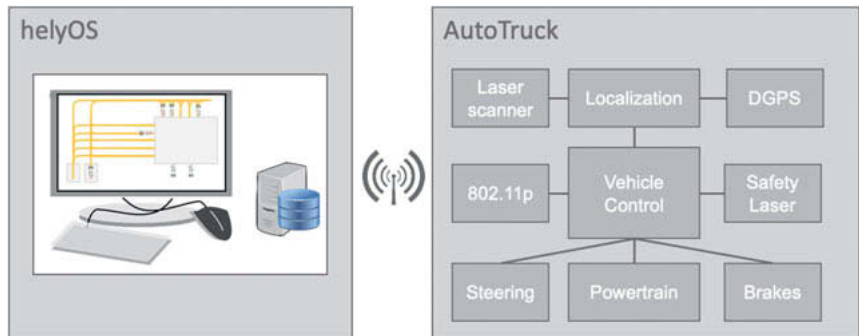 helyOS
AutoTruck
Laser
scanner
Localization
DGPS
802.11p
Vehicle
Control
Safety
Laser
Steering
Powertrain
Brakes